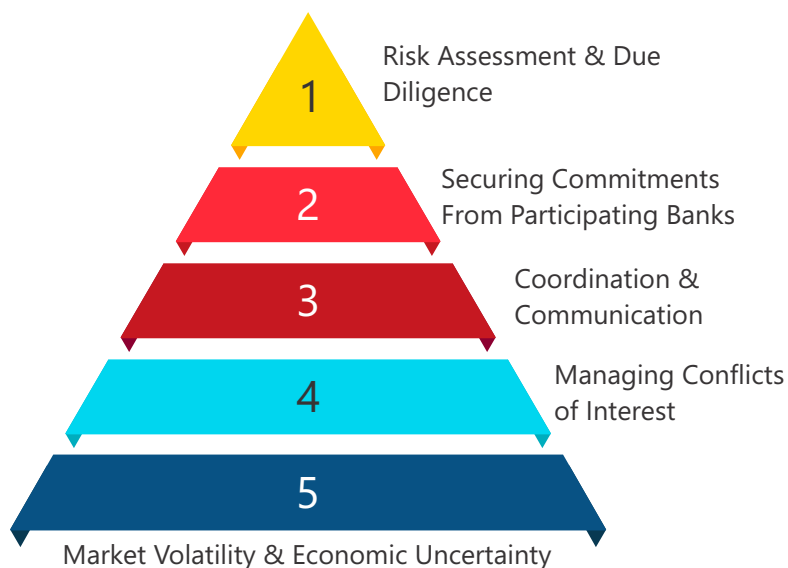 1
Risk Assessment & Due
Diligence
2
Securing Commitments
From Participating Banks
3
Coordination &
Communication
4
Managing Conflicts
of Interest
5
Market Volatility & Economic Uncertainty